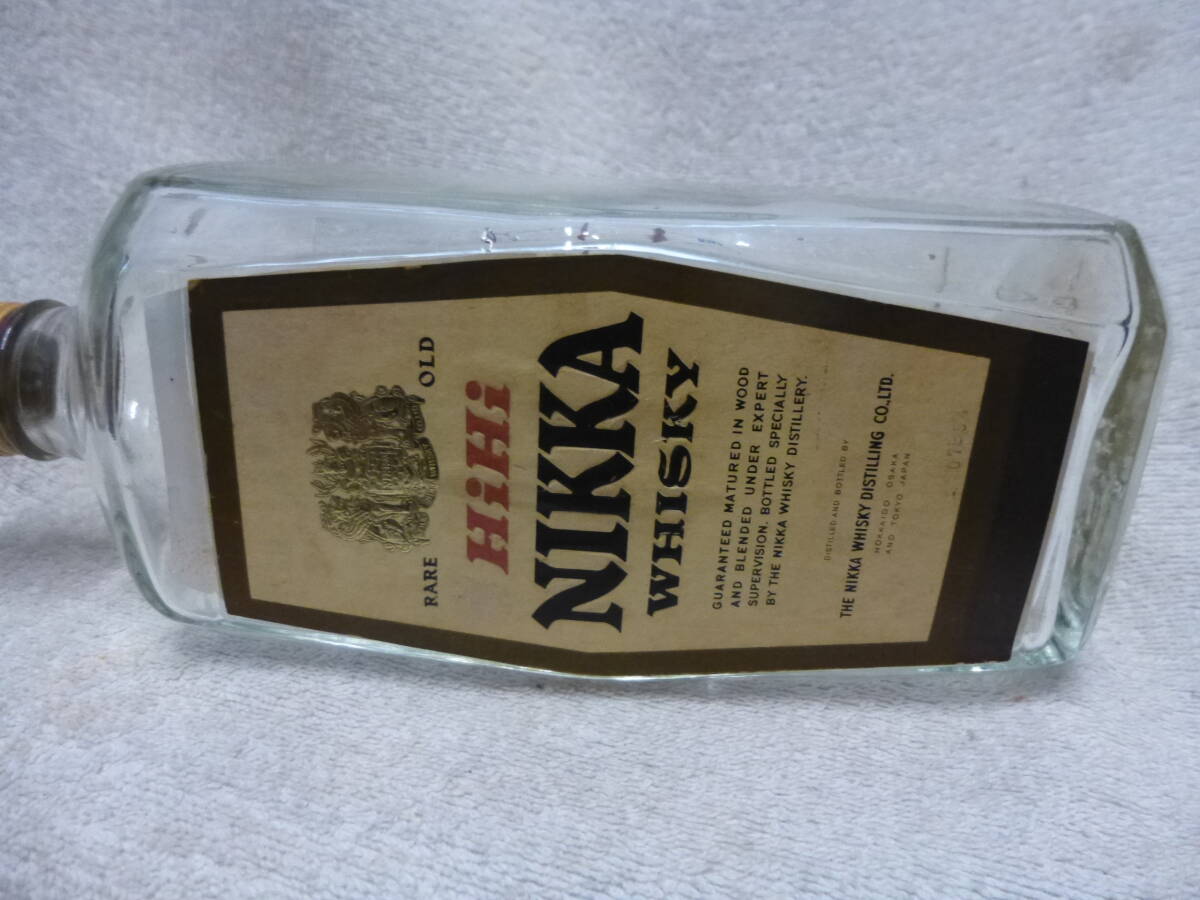 RARE OLD
HiHi
NIKKA
WHISKY
GUARANTEED MATURED IN WOOD
AND BLENDED UNDER EXPERT
SUPERVISION. BOTTLED SPECIALLY
BY THE NIKKA WHISKY DISTILLERY.
DISTILLED AND BOTTLED BY
THE NIKKA WHISKY DISTILLING CO.,LTD.
HOKKAIDO OSAKA
AND TOKYO JAPAN